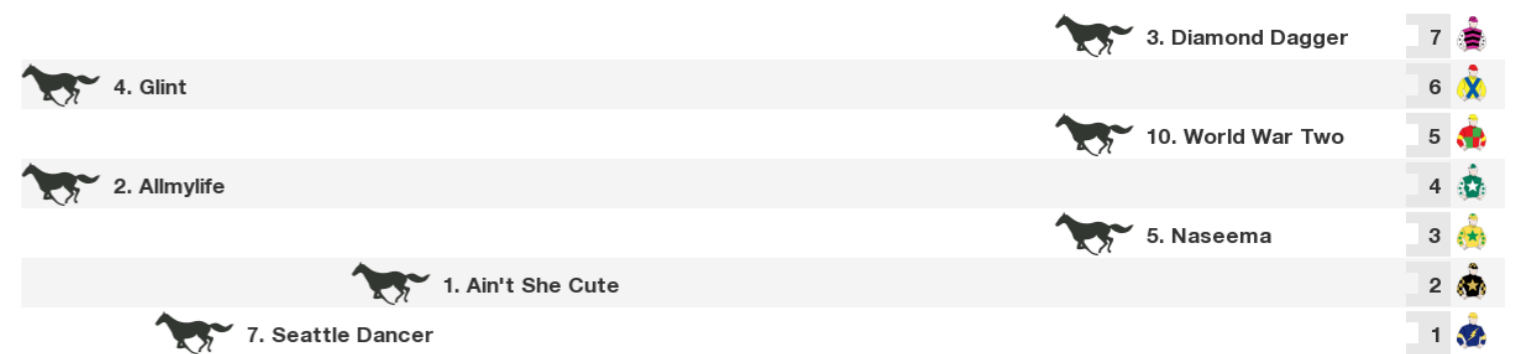 3. Diamond Dagger 7
4. Glint 6
10. World War Two 5
2. Allmylife 4
5. Naseema 3
1. Ain't She Cute 2
7. Seattle Dancer 1